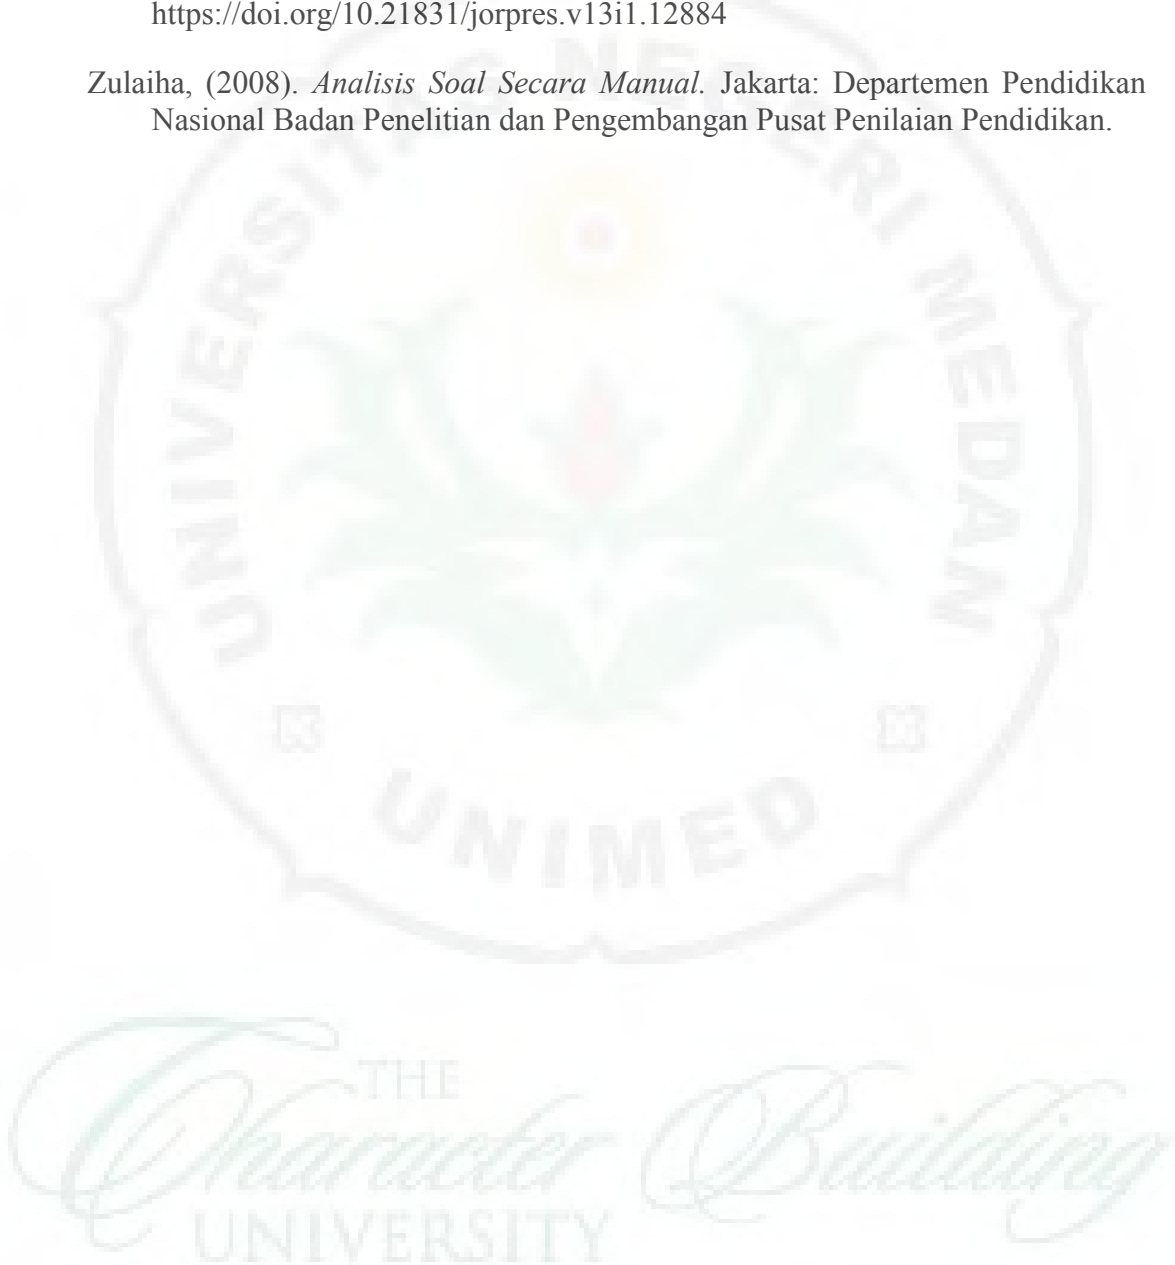 https://doi.org/10.21831/jorpres.v13i1.12884
Zulaiha, (2008). Analisis Soal Secara Manual. Jakarta: Departemen Pendidikan
Nasional Badan Penelitian dan Pengembangan Pusat Penilaian Pendidikan.
UNIVERSITAS NEGERI MEDAN
UNIMED
THE
Character Building
UNIVERSITY